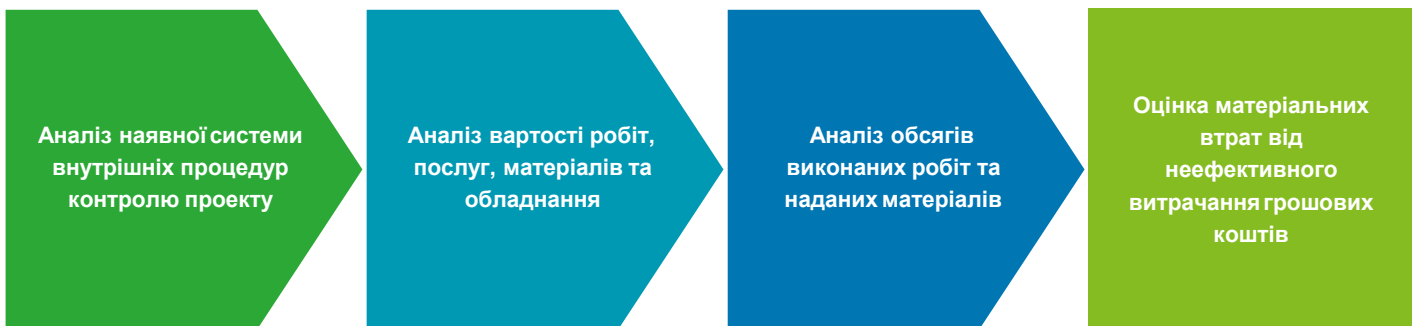 Аналіз наявної системи
внутрішніх процедур
контролю проекту
Аналіз вартості робіт,
послуг, матеріалів та
обладнання
Аналіз обсягів
виконаних робіт та
наданих матеріалів
Оцінка матеріальних
втрат від
неефективного
витрачання грошових
коштів